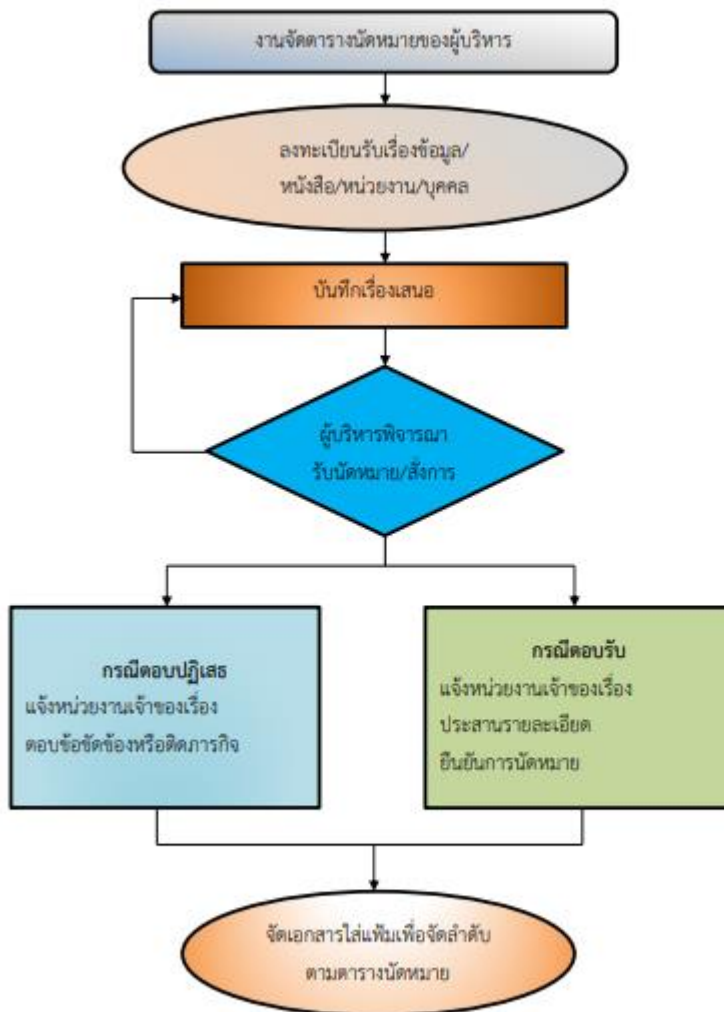 งานจัดตารางนัดหมายของผู้บริหาร
ลงทะเบียนรับเรื่องข้อมูล/
หนังสือ/หน่วยงาน/บุคคล
บันทึกเรื่องเสนอ
ผู้บริหารพิจารณา
รับนัดหมาย/สั่งการ
กรณีตอบปฏิเสธ
แจ้งหน่วยงานเจ้าของเรื่อง
ตอบข้อขัดข้องหรือติดภารกิจ
กรณีตอบรับ
แจ้งหน่วยงานเจ้าของเรื่อง
ประสานรายละเอียด
ยืนยันการนัดหมาย
จัดเอกสารใส่แฟ้มเพื่อจัดลำดับ
ตามตารางนัดหมาย